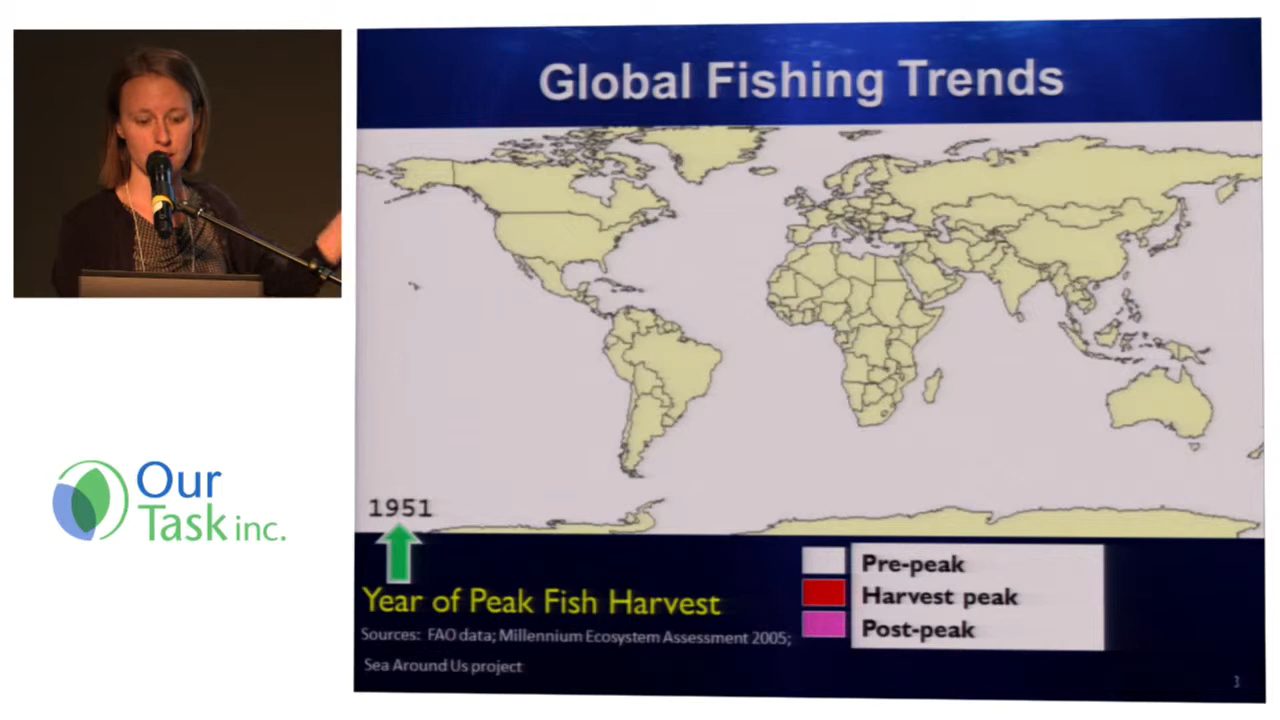 Global Fishing Trends
1951
Year of Peak Fish Harvest
Sources: FAO data; Millennium Ecosystem Assessment 2005;
Sea Around Us project
Pre-peak
Harvest peak
Post-peak
3
Our
Task inc.